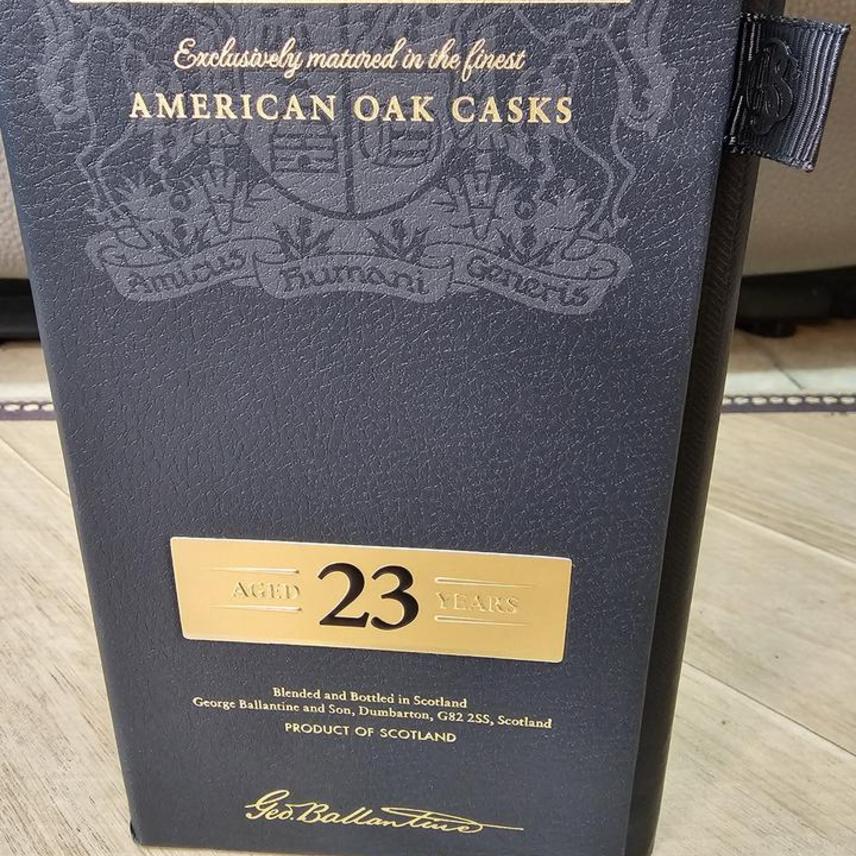 Exclusively matured in the finest
AMERICAN OAK CASKS
Amicus Humani Generis
AGED 23 YEARS
Blended and Bottled in Scotland
George Ballantine and Son, Dumbarton, G82 2SS, Scotland
PRODUCT OF SCOTLAND
Geo. Ballantine